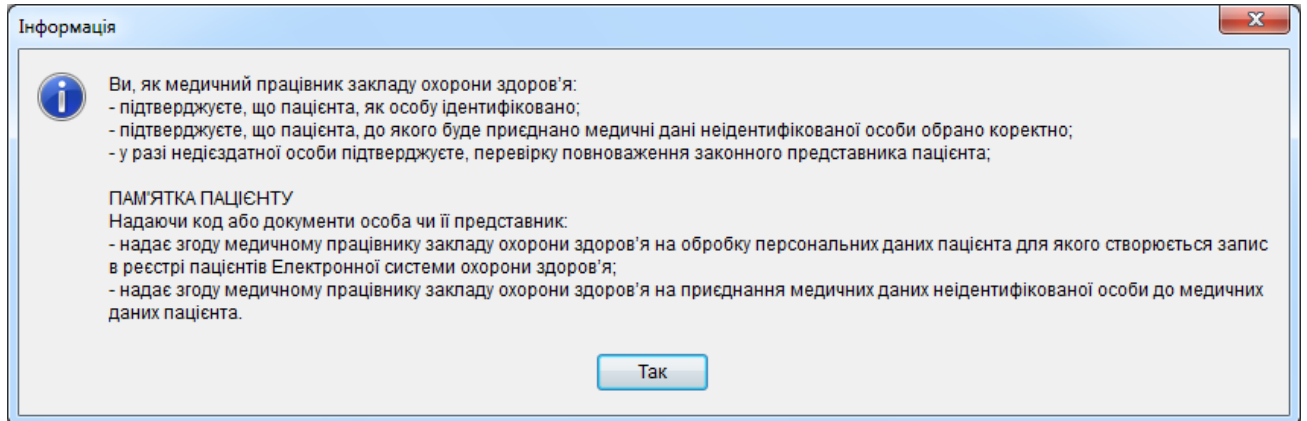 Інформація
Ви, як медичний працівник закладу охорони здоров'я:
- підтверджуєте, що пацієнта, як особу ідентифіковано;
- підтверджуєте, що пацієнта, до якого буде приєднано медичні дані неідентифікованої особи обрано коректно;
- у разі недієздатної особи підтверджуєте, перевірку повноваження законного представника пацієнта;
ПАМ'ЯТКА ПАЦІЄНТУ
Надаючи код або документи особа чи її представник:
- надає згоду медичному працівнику закладу охорони здоров'я на обробку персональних даних пацієнта для якого створюється запис
в реєстрі пацієнтів Електронної системи охорони здоров'я;
- надає згоду медичному працівнику закладу охорони здоров'я на приєднання медичних даних неідентифікованої особи до медичних
даних пацієнта.
Так